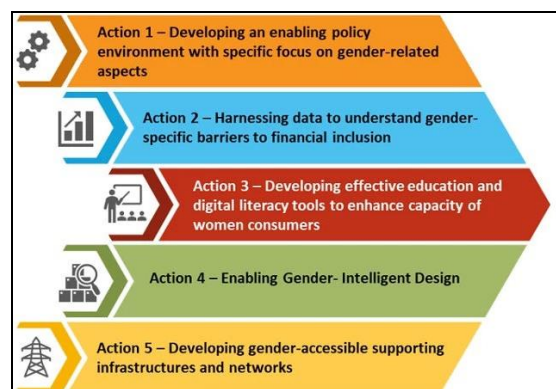 Action 1 – Developing an enabling policy
environment with specific focus on gender-related
aspects
Action 2 – Harnessing data to understand gender-
specific barriers to financial inclusion
Action 3 – Developing effective education and
digital literacy tools to enhance capacity of
women consumers
Action 4 – Enabling Gender- Intelligent Design
Action 5 – Developing gender-accessible supporting
infrastructures and networks